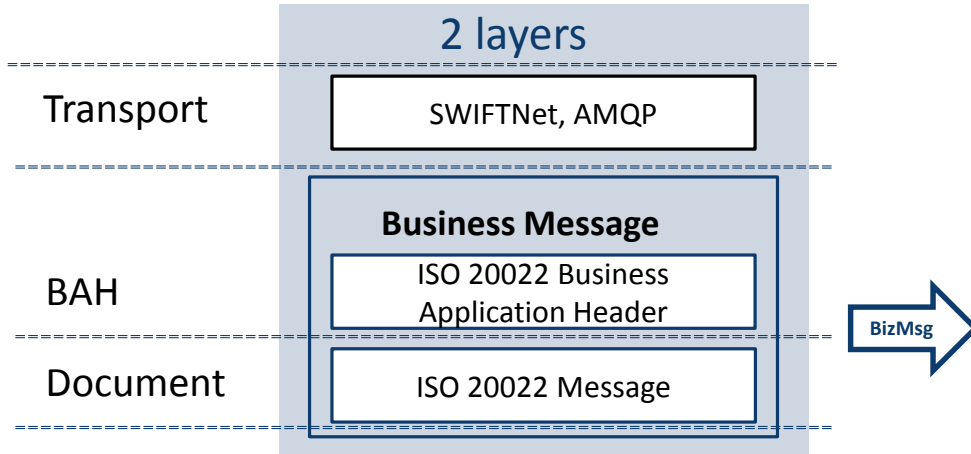 2 layers
Transport
SWIFTNet, AMQP
Business Message
BAH
ISO 20022 Business
Application Header
BizMsg
Document
ISO 20022 Message